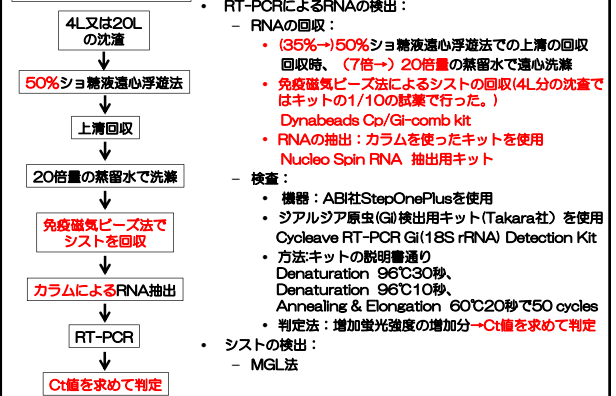 4L又は20L
の沈渣
50%ショ糖液遠心浮遊法
上清回収
20倍量の蒸留水で洗滌
免疫磁気ビーズ法で
シストを回収
カラムによるRNA抽出
RT-PCR
Ct値を求めて判定
• RT-PCRによるRNAの検出：
– RNAの回収：
• (35%→)50%ショ糖液遠心浮遊法での上清の回収
回収時、（7倍→）20倍量の蒸留水で遠心洗滌
• 免疫磁気ビーズ法によるシストの回収(4L分の沈査で
はキットの1/10の試薬で行った。)
Dynabeads Cp/Gi-comb kit
• RNAの抽出：カラムを使ったキットを使用
Nucleo Spin RNA 抽出用キット
– 検査：
• 機器：ABI社StepOnePlusを使用
• ジアルジア原虫(Gi)検出用キット(Takara社）を使用
Cycleave RT-PCR Gi(18S rRNA) Detection Kit
• 方法:キットの説明書通り
Denaturation 96℃30秒、
Denaturation 96℃10秒、
Annealing & Elongation 60℃20秒で50 cycles
• 判定法：増加蛍光強度の増加分→Ct値を求めて判定
• シストの検出：
– MGL法